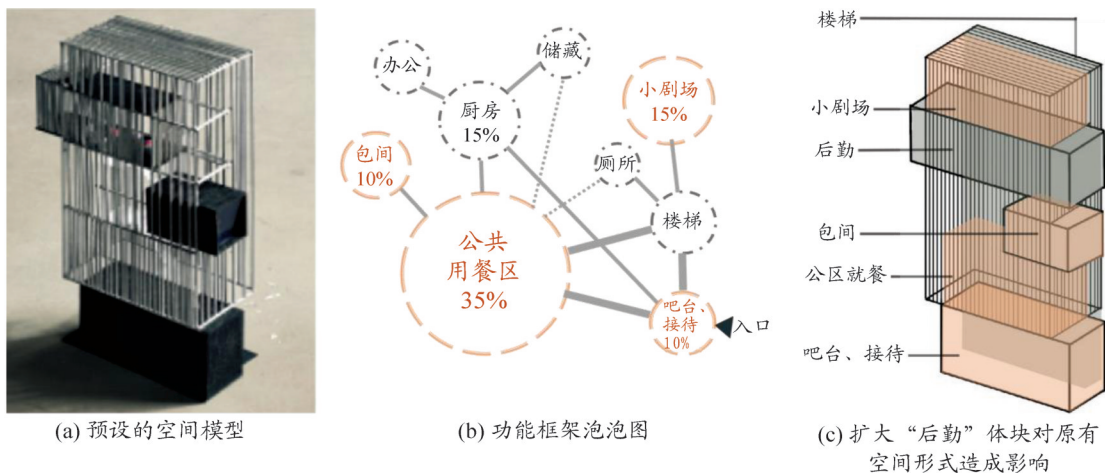 办公
储藏
厨房
15%
小剧场
15%
包间
10%
厕所
楼梯
公共
用餐区
35%
吧台、
接待
10%
入口
楼梯
小剧场
后勤
包间
公区就餐
吧台、接待
(a) 预设的空间模型
(b) 功能框架泡泡图
(c) 扩大“后勤”体块对原有
空间形式造成影响